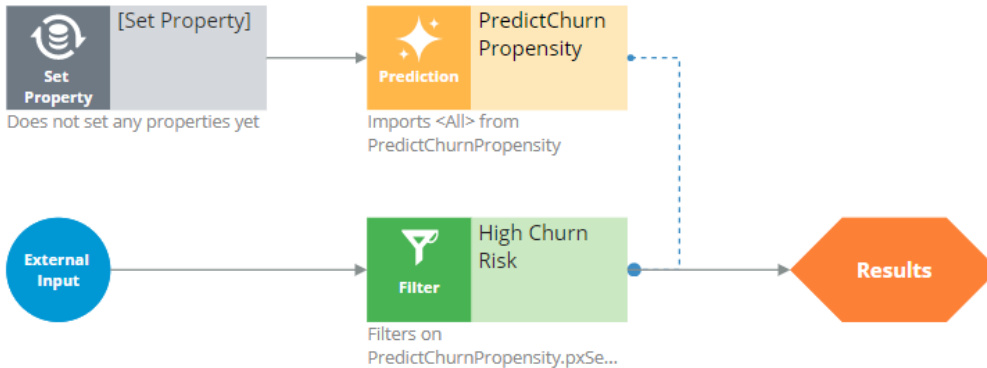 Set
Property
[Set Property]
Does not set any properties yet
Prediction
PredictChurn
Propensity
Imports <All> from
PredictChurnPropensity
External
Input
Filter
High Churn
Risk
Filters on
PredictChurnPropensity.pxSe...
Results